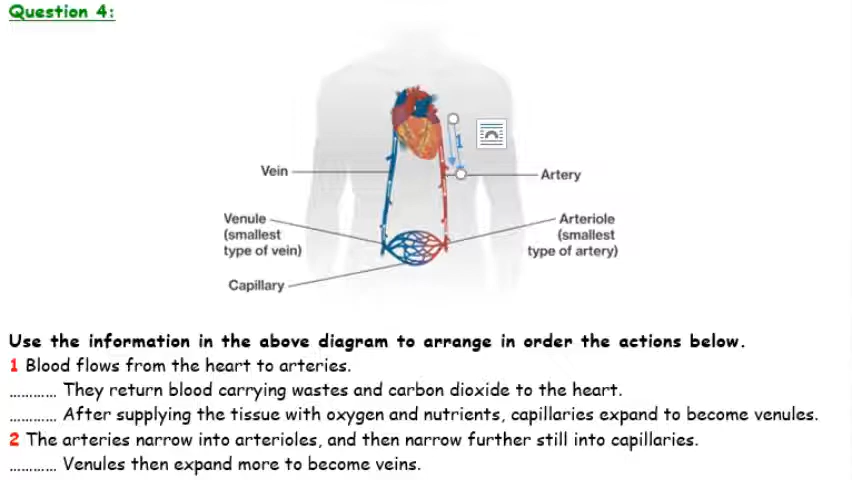 Question 4:
1
Vein
Artery
Venule
(smallest
type of vein)
Arteriole
(smallest
type of artery)
Capillary
Use the information in the above diagram to arrange in order the actions below.
1 Blood flows from the heart to arteries.
............ They return blood carrying wastes and carbon dioxide to the heart.
............ After supplying the tissue with oxygen and nutrients, capillaries expand to become venules.
2 The arteries narrow into arterioles, and then narrow further still into capillaries.
............ Venules then expand more to become veins.